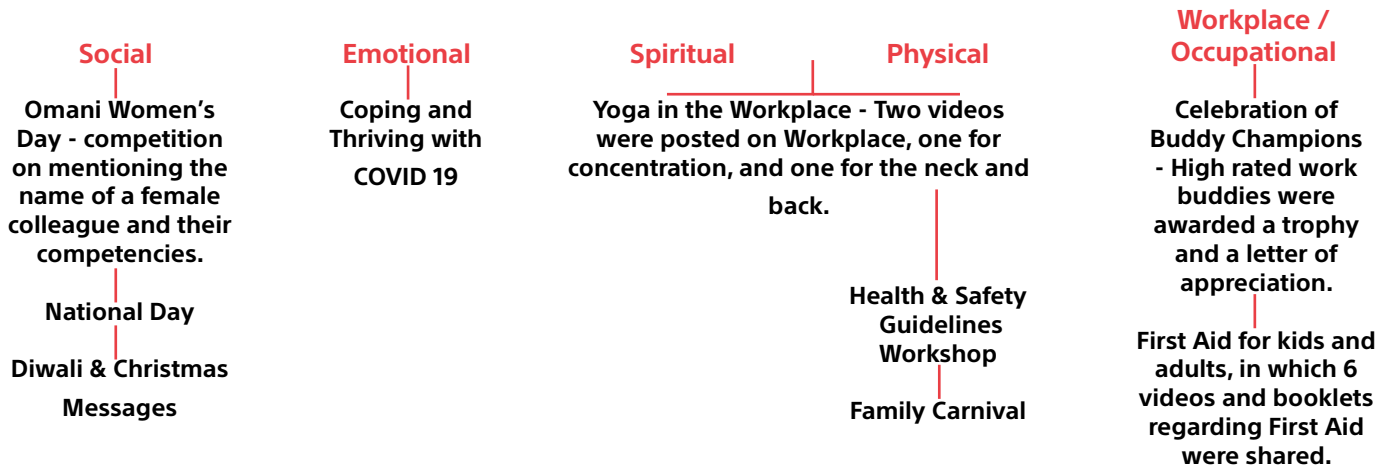 Social
Omani Women’s
Day - competition
on mentioning the
name of a female
colleague and their
competencies.
National Day
Diwali & Christmas
Messages
Emotional
Coping and
Thriving with
COVID 19
Spiritual
Physical
Yoga in the Workplace - Two videos
were posted on Workplace, one for
concentration, and one for the neck and
back.
Health & Safety
Guidelines
Workshop
Family Carnival
Workplace /
Occupational
Celebration of
Buddy Champions
- High rated work
buddies were
awarded a trophy
and a letter of
appreciation.
First Aid for kids and
adults, in which 6
videos and booklets
regarding First Aid
were shared.